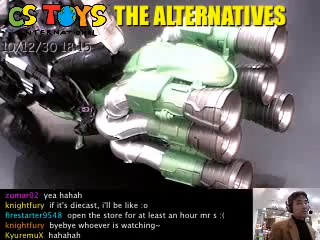 CS TOYS
INTERNATIONAL
THE ALTERNATIVES
10/12/30 18:15
zumar02 yea hahah
knightfury if it's diecast, i'll be like :o
firestarter9548 open the store for at least an hour mr s :(
knightfury byebye whoever is watching~
KyuremuX hahahah